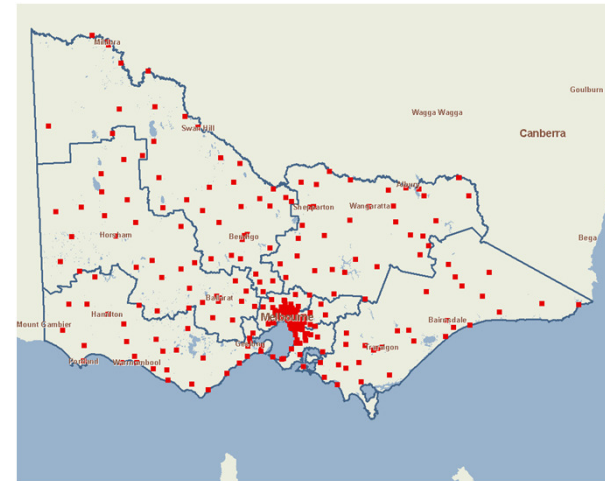 Mildura
Goulburn
Wagga Wagga
Swan Hill
Canberra
Albury
Shepparton
Wangaratta
Horsham
Bendigo
Bega
Ballarat
Hamilton
Melbourne
Bairnsdale
Mount Gambier
Geelong
Traralgon
Portland
Warrnambool